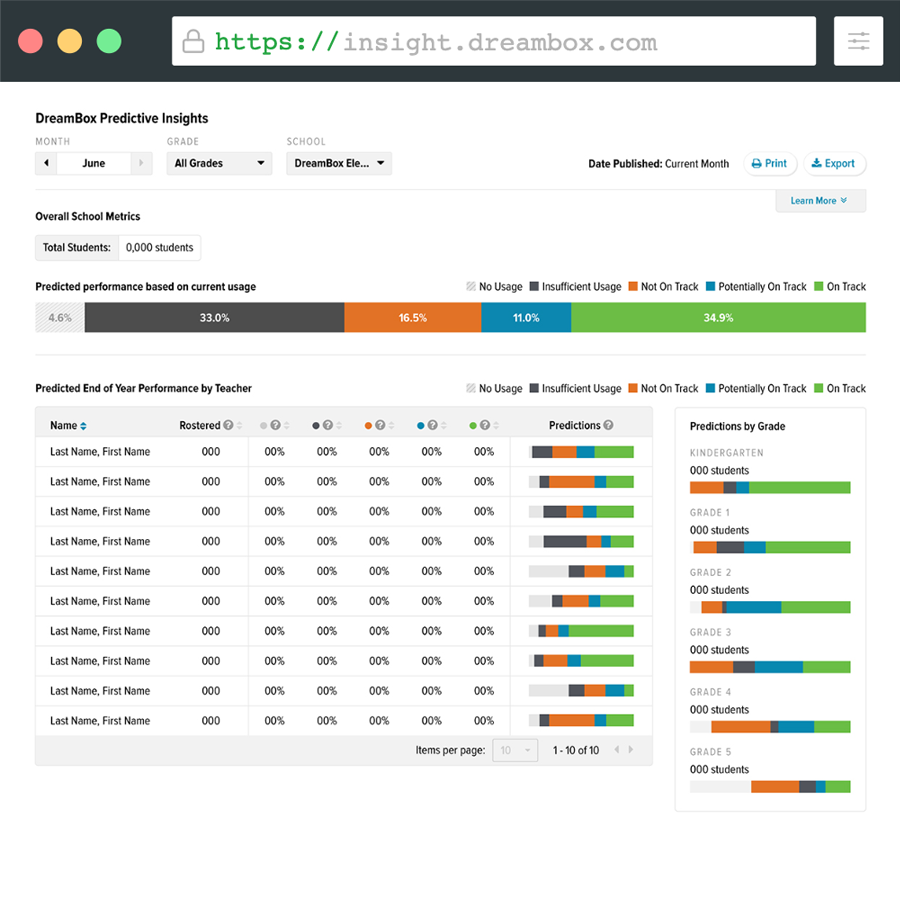 https://insight.dreambox.com
DreamBox Predictive Insights
MONTH GRADE SCHOOL
June All Grades DreamBox Ele... Date Published: Current Month Print Export
Learn More
Overall School Metrics
Total Students: 0,000 students
Predicted performance based on current usage No Usage Insufficient Usage Not On Track Potentially On Track On Track
4.6% 33.0% 16.5% 11.0% 34.9%
Predicted End of Year Performance by Teacher No Usage Insufficient Usage Not On Track Potentially On Track On Track
Name Rostered ? ? ? ? ? ? Predictions ?
Last Name, First Name 000 00% 00% 00% 00% 00%
Last Name, First Name 000 00% 00% 00% 00% 00%
Last Name, First Name 000 00% 00% 00% 00% 00%
Last Name, First Name 000 00% 00% 00% 00% 00%
Last Name, First Name 000 00% 00% 00% 00% 00%
Last Name, First Name 000 00% 00% 00% 00% 00%
Last Name, First Name 000 00% 00% 00% 00% 00%
Last Name, First Name 000 00% 00% 00% 00% 00%
Last Name, First Name 000 00% 00% 00% 00% 00%
Last Name, First Name 000 00% 00% 00% 00% 00%
Items per page: 10 1 - 10 of 10
Predictions by Grade
KINDERGARTEN
000 students
GRADE 1
000 students
GRADE 2
000 students
GRADE 3
000 students
GRADE 4
000 students
GRADE 5
000 students